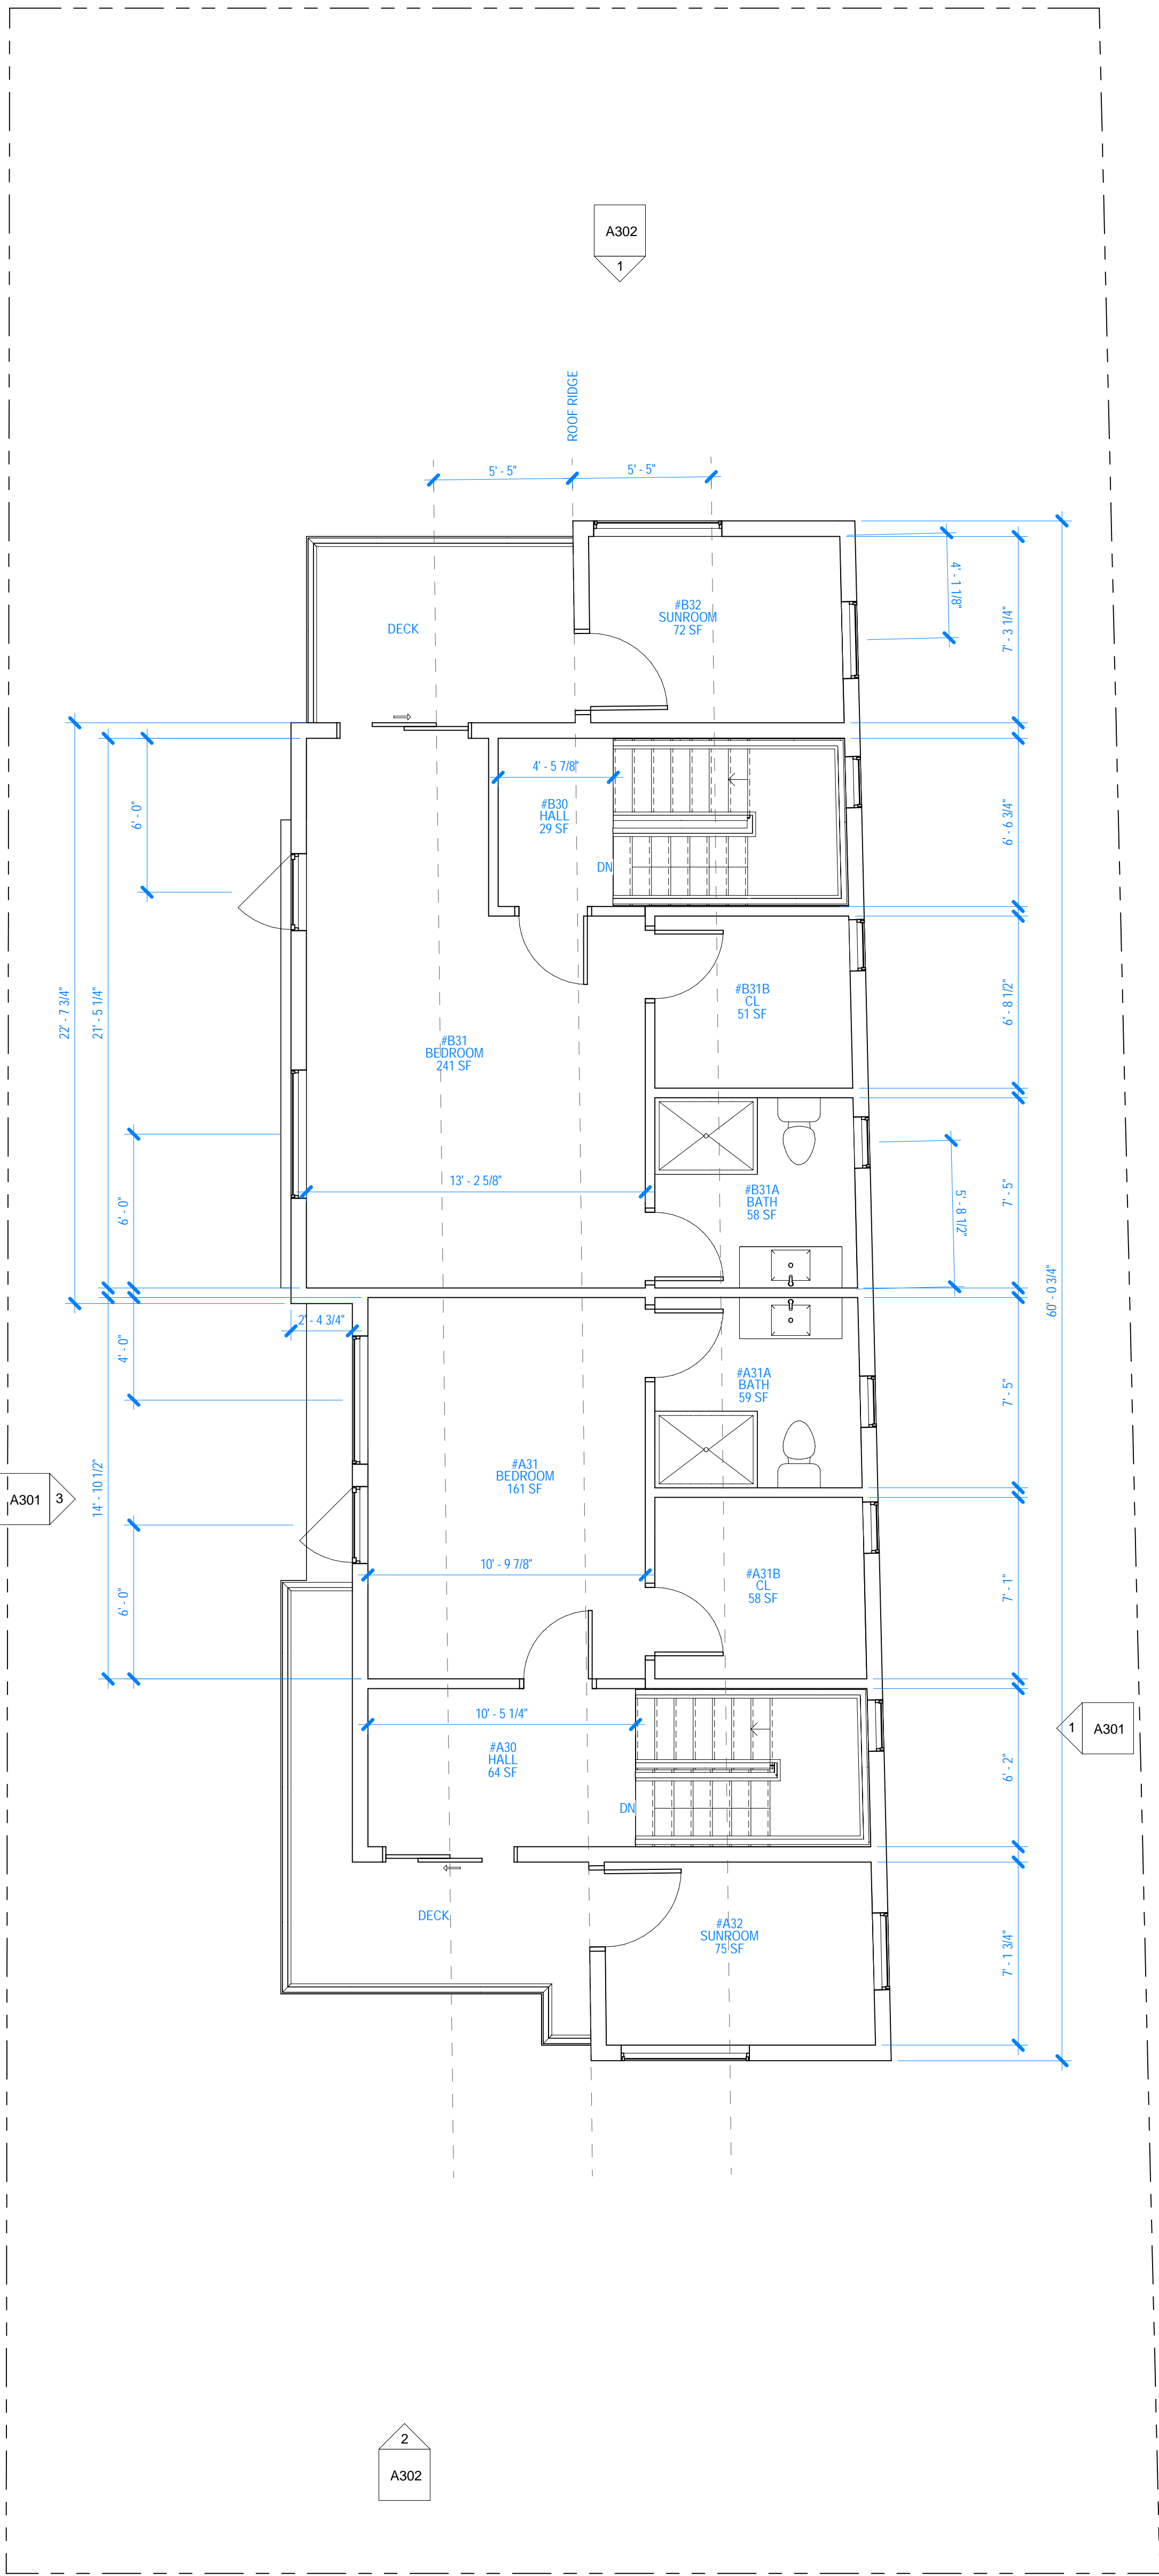 A302
1
ROOF RIDGE
5' - 5"
5' - 5"
4' - 1 1/8"
7' - 3 1/4"
#B32
SUNROOM
72 SF
DECK
4' - 5 7/8"
#B30
HALL
29 SF
DN
6' - 0"
6' - 6 3/4"
22' - 7 3/4"
21' - 5 1/4"
#B31B
CL
51 SF
6' - 8 1/2"
#B31
BEDROOM
241 SF
13' - 2 5/8"
6' - 0"
#B31A
BATH
58 SF
5' - 8 1/2"
7' - 5"
60' - 0 3/4"
2' - 4 3/4"
4' - 0"
#A31A
BATH
59 SF
7' - 5"
14' - 10 1/2"
#A31
BEDROOM
161 SF
A301
3
10' - 9 7/8"
6' - 0"
#A31B
CL
58 SF
7' - 1"
10' - 5 1/4"
#A30
HALL
64 SF
DN
6' - 2"
1
A301
DECK
#A32
SUNROOM
75 SF
7' - 1 3/4"
2
A302